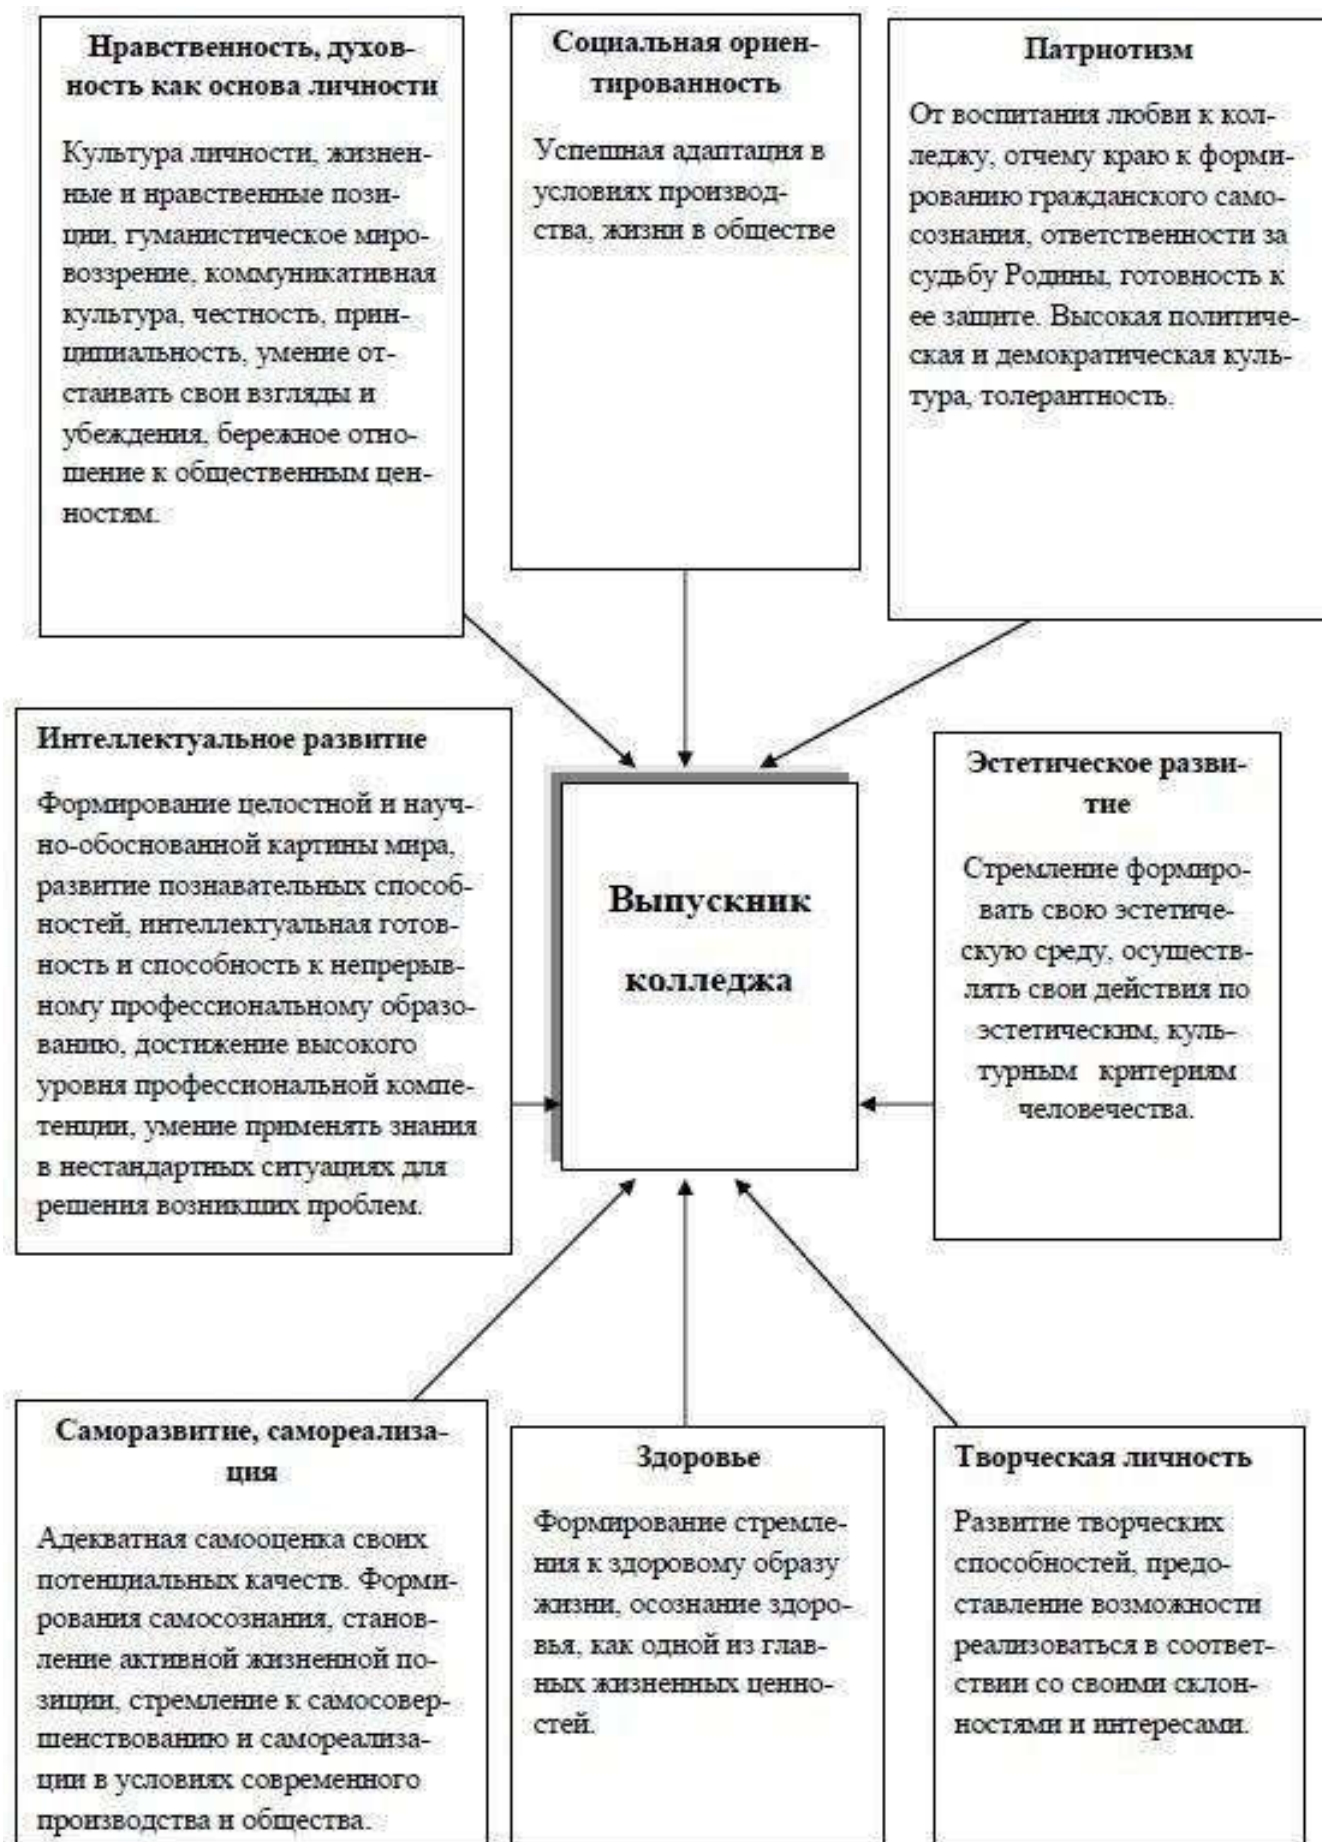 Нравственность, духов-
ность как основа личности
Культура личности, жизнен-
ные и нравственные пози-
ции, гуманистическое миро-
воззрение, коммуникативная
культура, честность, прин-
ципиальность, умение от-
стаивать свои взгляды и
убеждения, бережное отно-
шение к общественным цен-
ностям.
Социальная ориен-
тированность
Успешная адаптация в
условиях производ-
ства, жизни в обществе
Патриотизм
От воспитания любви к кол-
леджу, отчему краю к форми-
рованию гражданского само-
сознания, ответственности за
судьбу Родины, готовность к
ее защите. Высокая политиче-
ская и демократическая куль-
тура, толерантность.
Интеллектуальное развитие
Формирование целостной и науч-
но-обоснованной картины мира,
развитие познавательных способ-
ностей, интеллектуальная готов-
ность и способность к непрерыв-
ному профессиональному образо-
ванию, достижение высокого
уровня профессиональной компе-
тенции, умение применять знания
в нестандартных ситуациях для
решения возникших проблем.
Выпускник
колледжа
Эстетическое разви-
тие
Стремление формиро-
вать свою эстетиче-
скую среду, осуществ-
лять свои действия по
эстетическим, куль-
турным критериям
человечества.
Саморазвитие, самореализа-
ция
Адекватная самооценка своих
потенциальных качеств. Форми-
рования самосознания, станов-
ление активной жизненной по-
зиции, стремление к самосовер-
шенствованию и самореализа-
ции в условиях современного
производства и общества.
Здоровье
Формирование стремле-
ния к здоровому образу
жизни, осознание здоро-
вья, как одной из глав-
ных жизненных ценно-
стей.
Творческая личность
Развитие творческих
способностей, предо-
ставление возможности
реализоваться в соответ-
ствии со своими склон-
ностями и интересами.